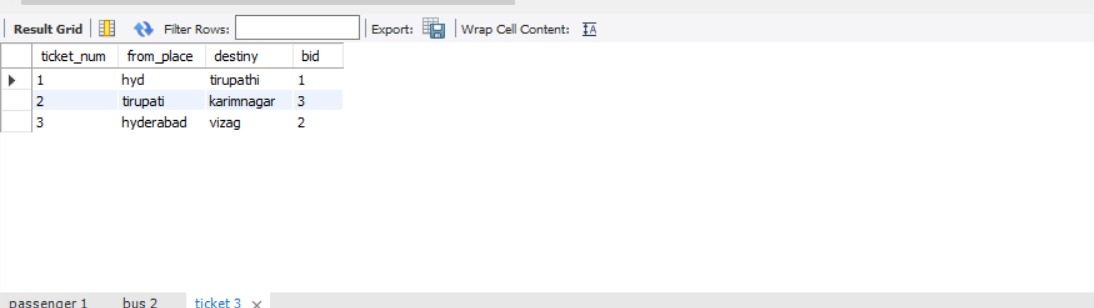 Result Grid Filter Rows: Export: Wrap Cell Content:
ticket_num from_place destiny bid
1 hyd tirupathi 1
2 tirupati karimnagar 3
3 hyderabad vizag 2
passenger 1 bus 2 ticket 3